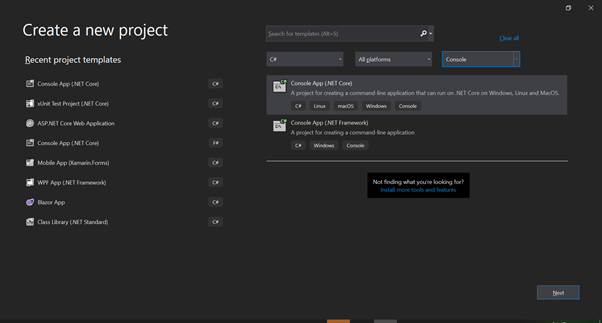 Create a new project
Recent project templates
Console App (.NET Core) C#
xUnit Test Project (.NET Core) C#
ASP.NET Core Web Application C#
Console App (.NET Core) F#
Mobile App (Xamarin.Forms) C#
WPF App (.NET Framework) C#
Blazor App C#
Class Library (.NET Standard) C#
Search for templates (Alt+S)
Clear all
C# All platforms Console
Console App (.NET Core)
A project for creating a command-line application that can run on .NET Core on Windows, Linux and MacOS.
C# Linux macOS Windows Console
Console App (.NET Framework)
A project for creating a command-line application
C# Windows Console
Not finding what you're looking for?
Install more tools and features
Next